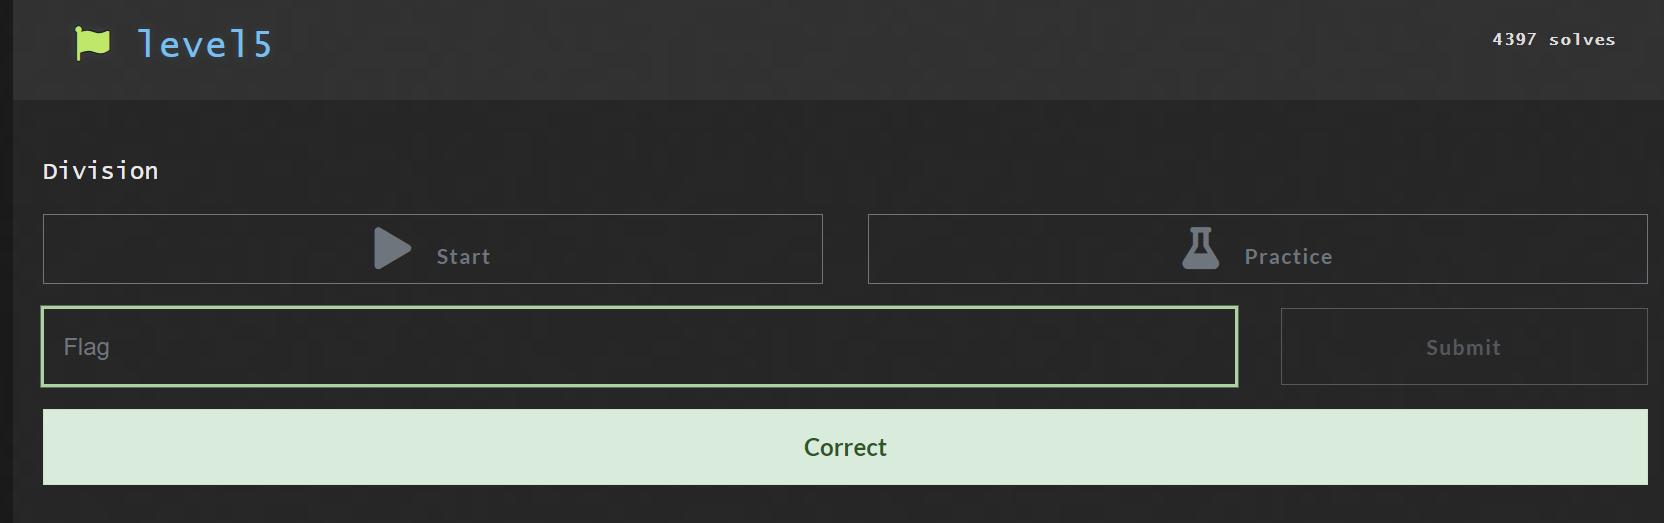 level5
4397 solves
Division
Start
Practice
Flag
Submit
Correct